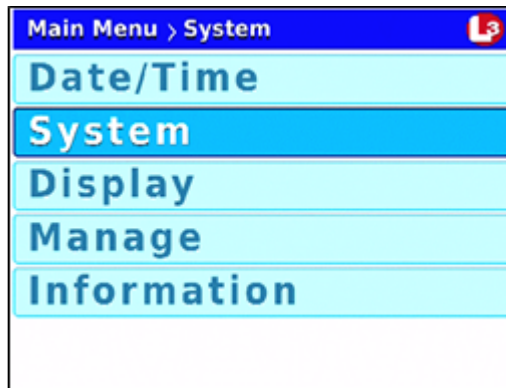 Main Menu > System
L3
Date/Time
System
Display
Manage
Information